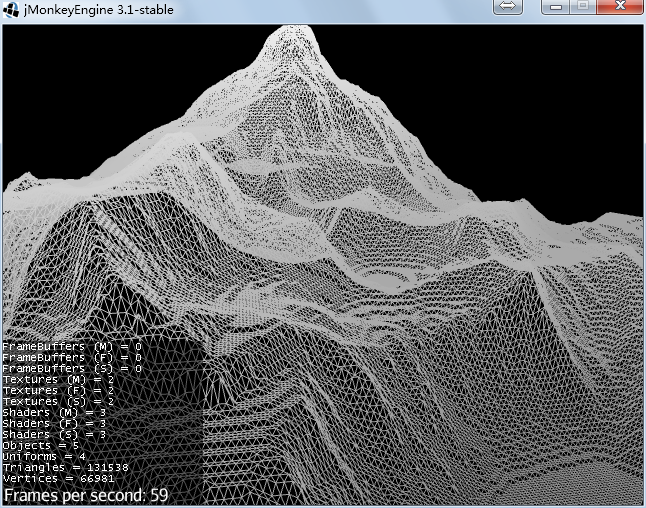 jMonkeyEngine 3.1-stable
FrameBuffers (M) = 0
FrameBuffers (F) = 0
FrameBuffers (S) = 0
Textures (M) = 2
Textures (F) = 2
Textures (S) = 2
Shaders (M) = 3
Shaders (F) = 3
Shaders (S) = 3
Objects = 5
Uniforms = 4
Triangles = 131538
Vertices = 66981
Frames per second: 59